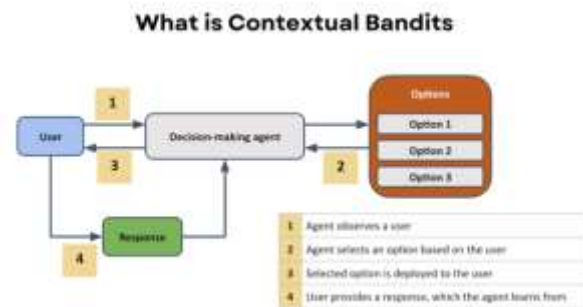 What is Contextual Bandits
1
User
3
Decision-making agent
2
Options
Option 1
Option 2
Option 3
4
Response
1 Agent observes a user
2 Agent selects an option based on the user
3 Selected option is deployed to the user
4 User provides a response, which the agent learns from